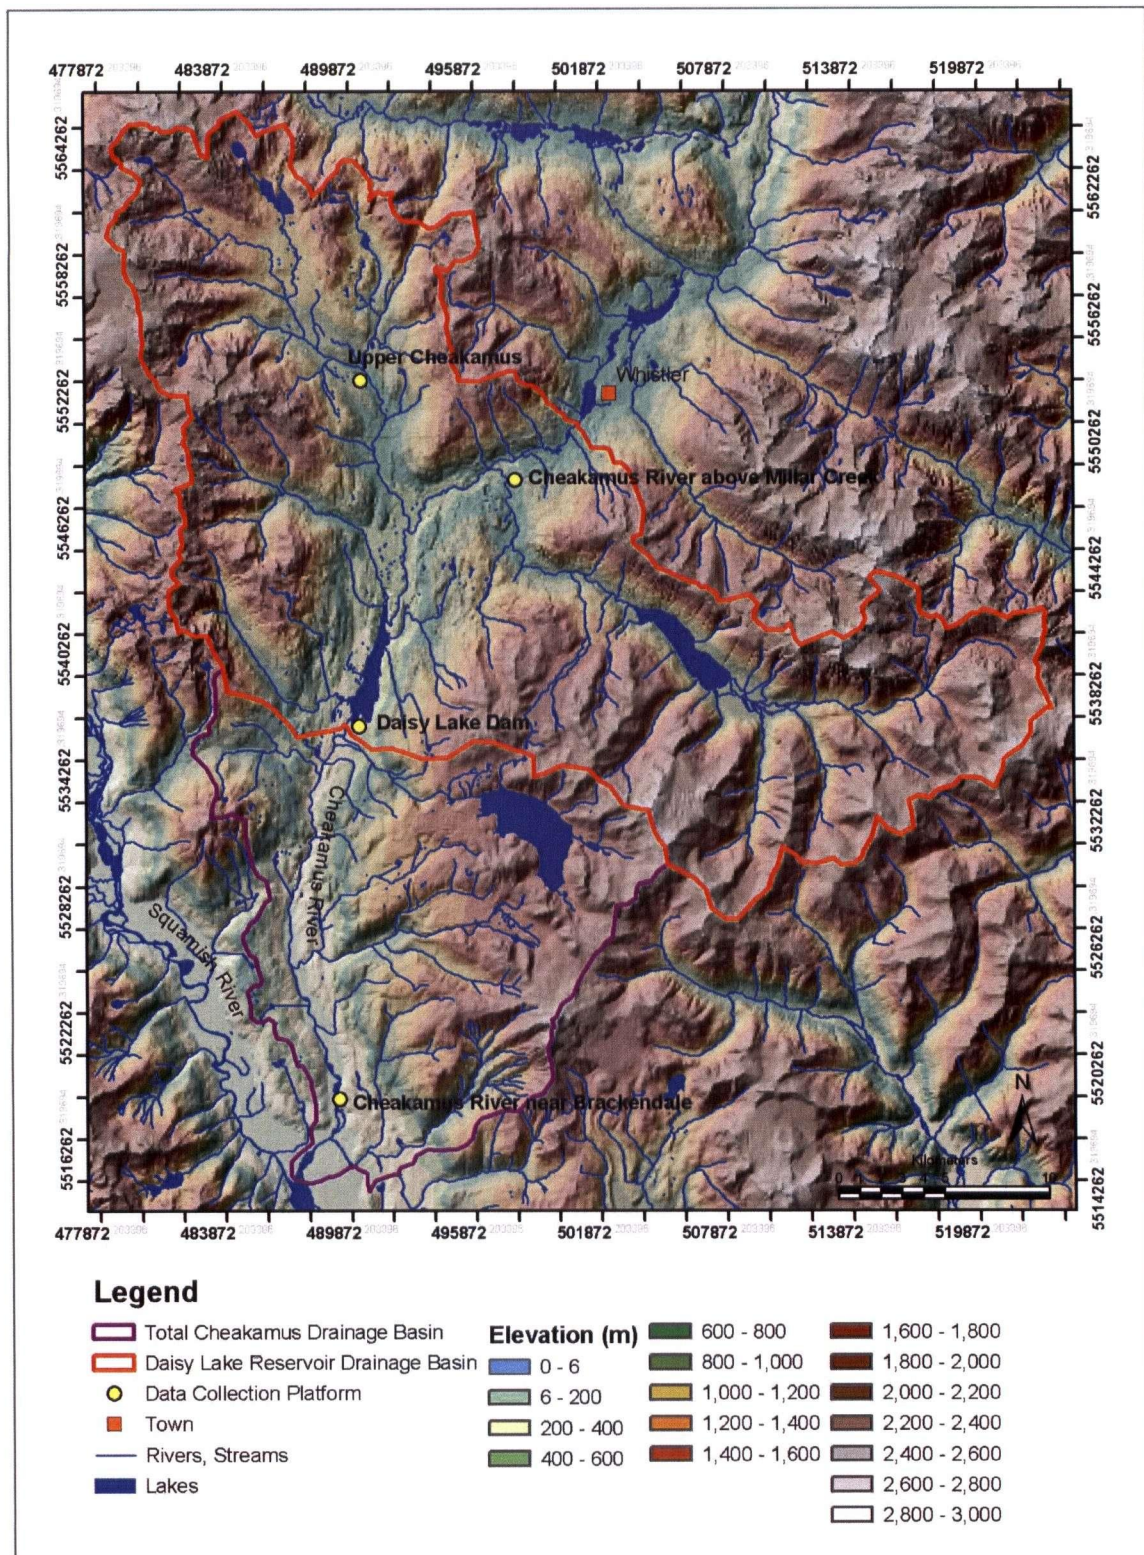 477872 483872 489872 495872 501872 507872 513872 519872
5564262
5558262
5552262
5546262
5540262
5534262
5528262
5522262
5516262
5562262
5556262
5550262
5544262
5538262
5532262
5526262
5520262
5514262
Upper Cheakamus
Whistler
Cheakamus River above Millar Creek
Daisy Lake Dam
Cheakamus River
Squamish River
Cheakamus River near Brackendale
N
Kilometers
10
477872 483872 489872 495872 501872 507872 513872 519872
Legend
Total Cheakamus Drainage Basin
Daisy Lake Reservoir Drainage Basin
Data Collection Platform
Town
Rivers, Streams
Lakes
Elevation (m)
0 - 6
6 - 200
200 - 400
400 - 600
600 - 800
800 - 1,000
1,000 - 1,200
1,200 - 1,400
1,400 - 1,600
1,600 - 1,800
1,800 - 2,000
2,000 - 2,200
2,200 - 2,400
2,400 - 2,600
2,600 - 2,800
2,800 - 3,000